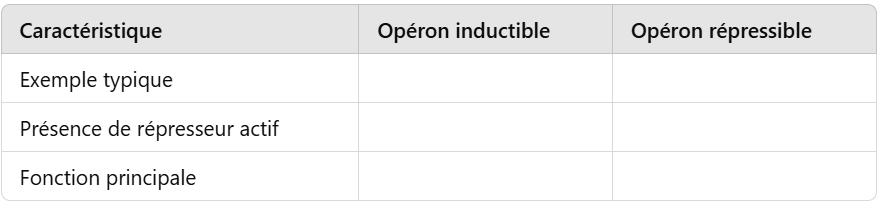 Caractéristique Opéron inductible Opéron répressible
Exemple typique
Présence de répresseur actif
Fonction principale